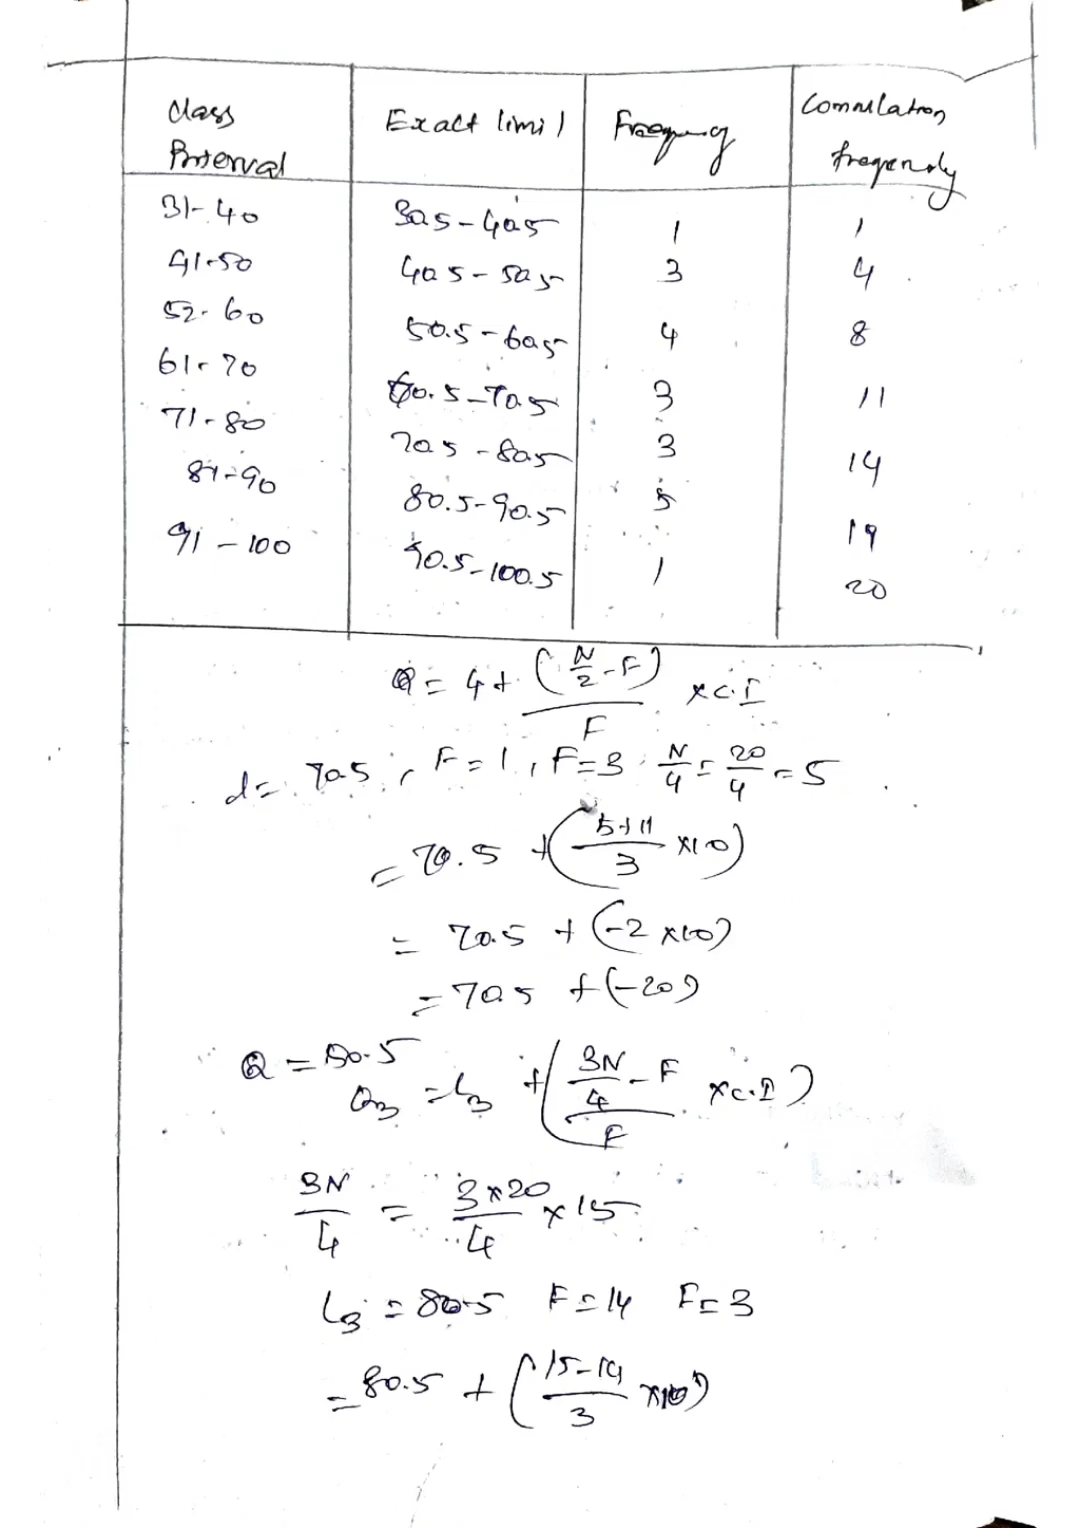 Class Interval | Exact limit | Frequency | Commulation frequency
31-40 | 30.5-40.5 | 1 | 1
41-50 | 40.5-50.5 | 3 | 4
52-60 | 50.5-60.5 | 4 | 8
61-70 | 60.5-70.5 | 3 | 11
71-80 | 70.5-80.5 | 3 | 14
81-90 | 80.5-90.5 | 5 | 19
91-100 | 90.5-100.5 | 1 | 20
Q = 4 + (N/2 - F)/F × C.I
d = 70.5, F = 1, F = 3 N/4 = 20/4 = 5
= 70.5 + (5+11/3 ×10)
= 70.5 + (-2 ×10)
= 70.5 + (-20)
Q = 50.5
Q3 = L3 + (3N/4 - F/F × C.I)
3N/4 = 3×20/4 × 15
L3 = 80.5 F = 14 F = 3
= 80.5 + (15-14/3 ×10)